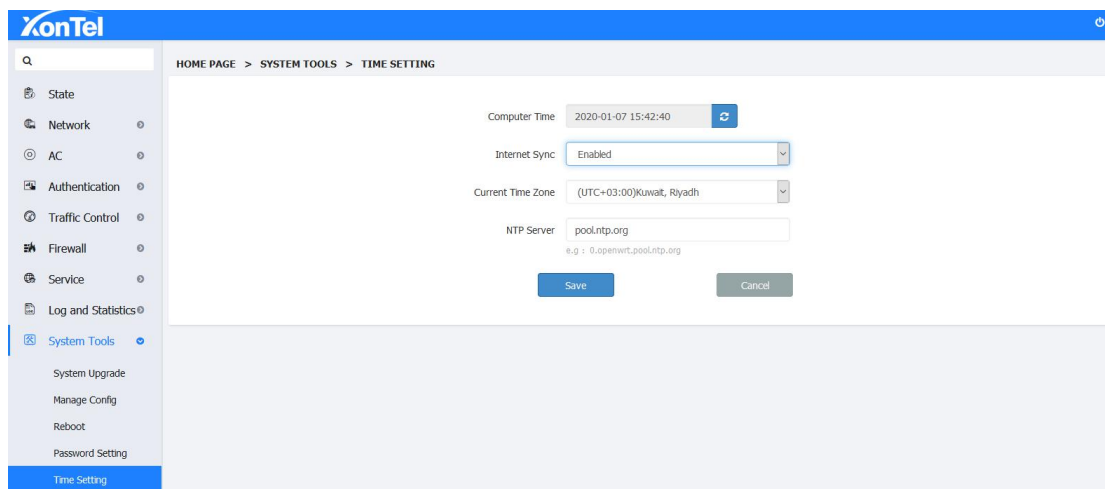 XonTel
HOME PAGE > SYSTEM TOOLS > TIME SETTING
State
Network
AC
Authentication
Traffic Control
Firewall
Service
Log and Statistics
System Tools
System Upgrade
Manage Config
Reboot
Password Setting
Time Setting
Computer Time 2020-01-07 15:42:40
Internet Sync Enabled
Current Time Zone (UTC+03:00)Kuwait, Riyadh
NTP Server pool.ntp.org
e.g : 0.openwrt.pool.ntp.org
Save Cancel